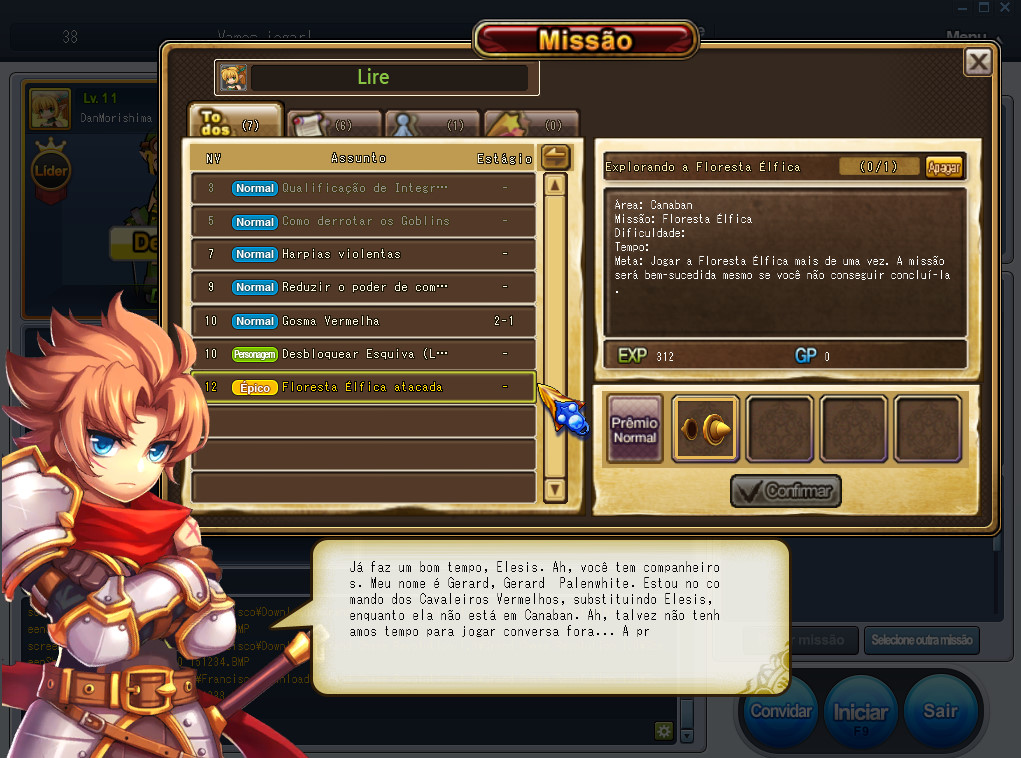 38
Vamos jogar!
Menu
Missão
Lire
Lv.11
DanMorishima
Líder
To
dos (7)
(6)
(1)
(0)
NV Assunto Estágio
3 Normal Qualificação de Integr...
5 Normal Como derrotar os Goblins -
7 Normal Harpias violentas -
9 Normal Reduzir o poder de com... -
10 Normal Gosma Vermelha 2-1
10 Personagem Desbloquear Esquiva (L... -
12 Épico Floresta Élfica atacada -
Explorando a Floresta Élfica (0/1) Apagar
Area: Canaban
Missão: Floresta Élfica
Dificuldade:
Tempo:
Meta: Jogar a Floresta Élfica mais de uma vez. A missão
será bem-sucedida mesmo se você não conseguir concluí-la
.
EXP 312 GP 0
Prêmio
Normal
Confirmar
Já faz um bom tempo, Elesis. Ah, você tem companheiro
s. Meu nome é Gerard, Gerard Palenwhite. Estou no co
mando dos Cavaleiros Vermelhos, substituindo Elesis,
enquanto ela não está em Canaban. Ah, talvez não tenh
amos tempo para jogar conversa fora... A pr
missão
Selecione outra missão
151234.BMP
Convidar
Iniciar
F9
Sair